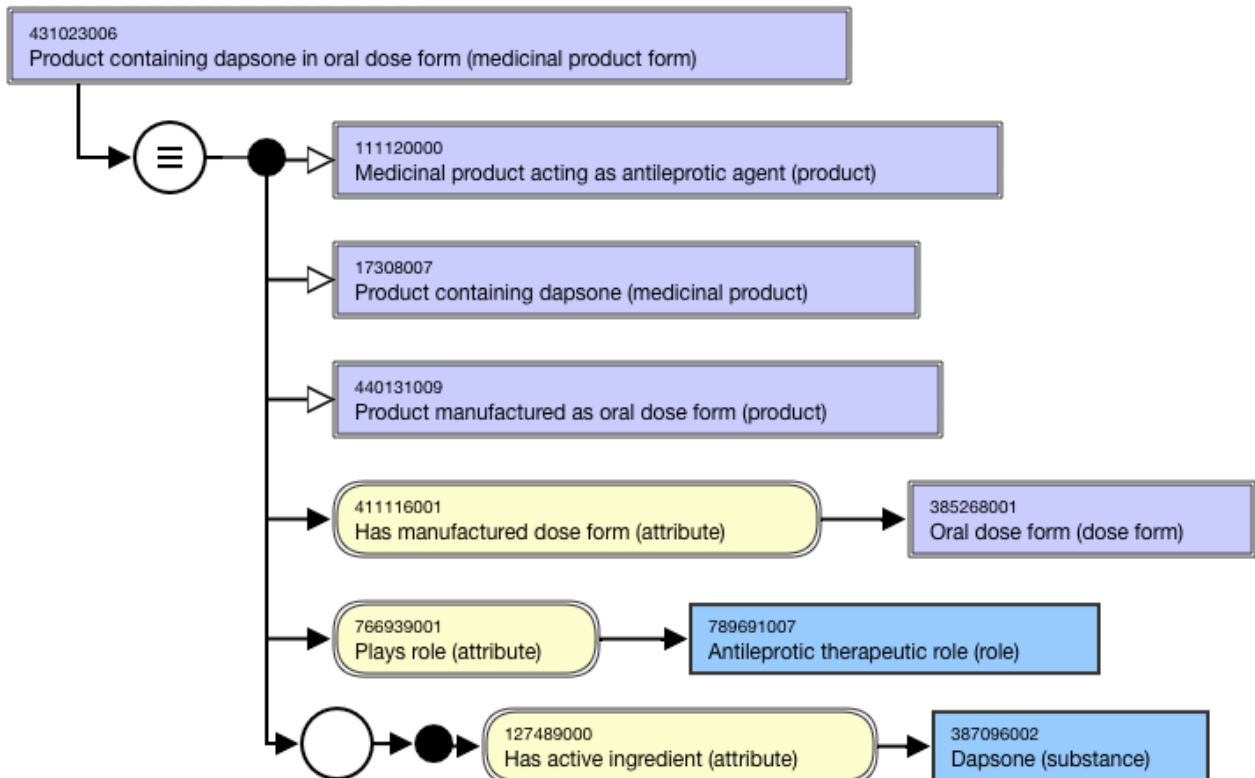 431023006
Product containing dapsone in oral dose form (medicinal product form)
111120000
Medicinal product acting as antileprotic agent (product)
17308007
Product containing dapsone (medicinal product)
440131009
Product manufactured as oral dose form (product)
411116001
Has manufactured dose form (attribute)
385268001
Oral dose form (dose form)
766939001
Plays role (attribute)
789691007
Antileprotic therapeutic role (role)
127489000
Has active ingredient (attribute)
387096002
Dapsone (substance)